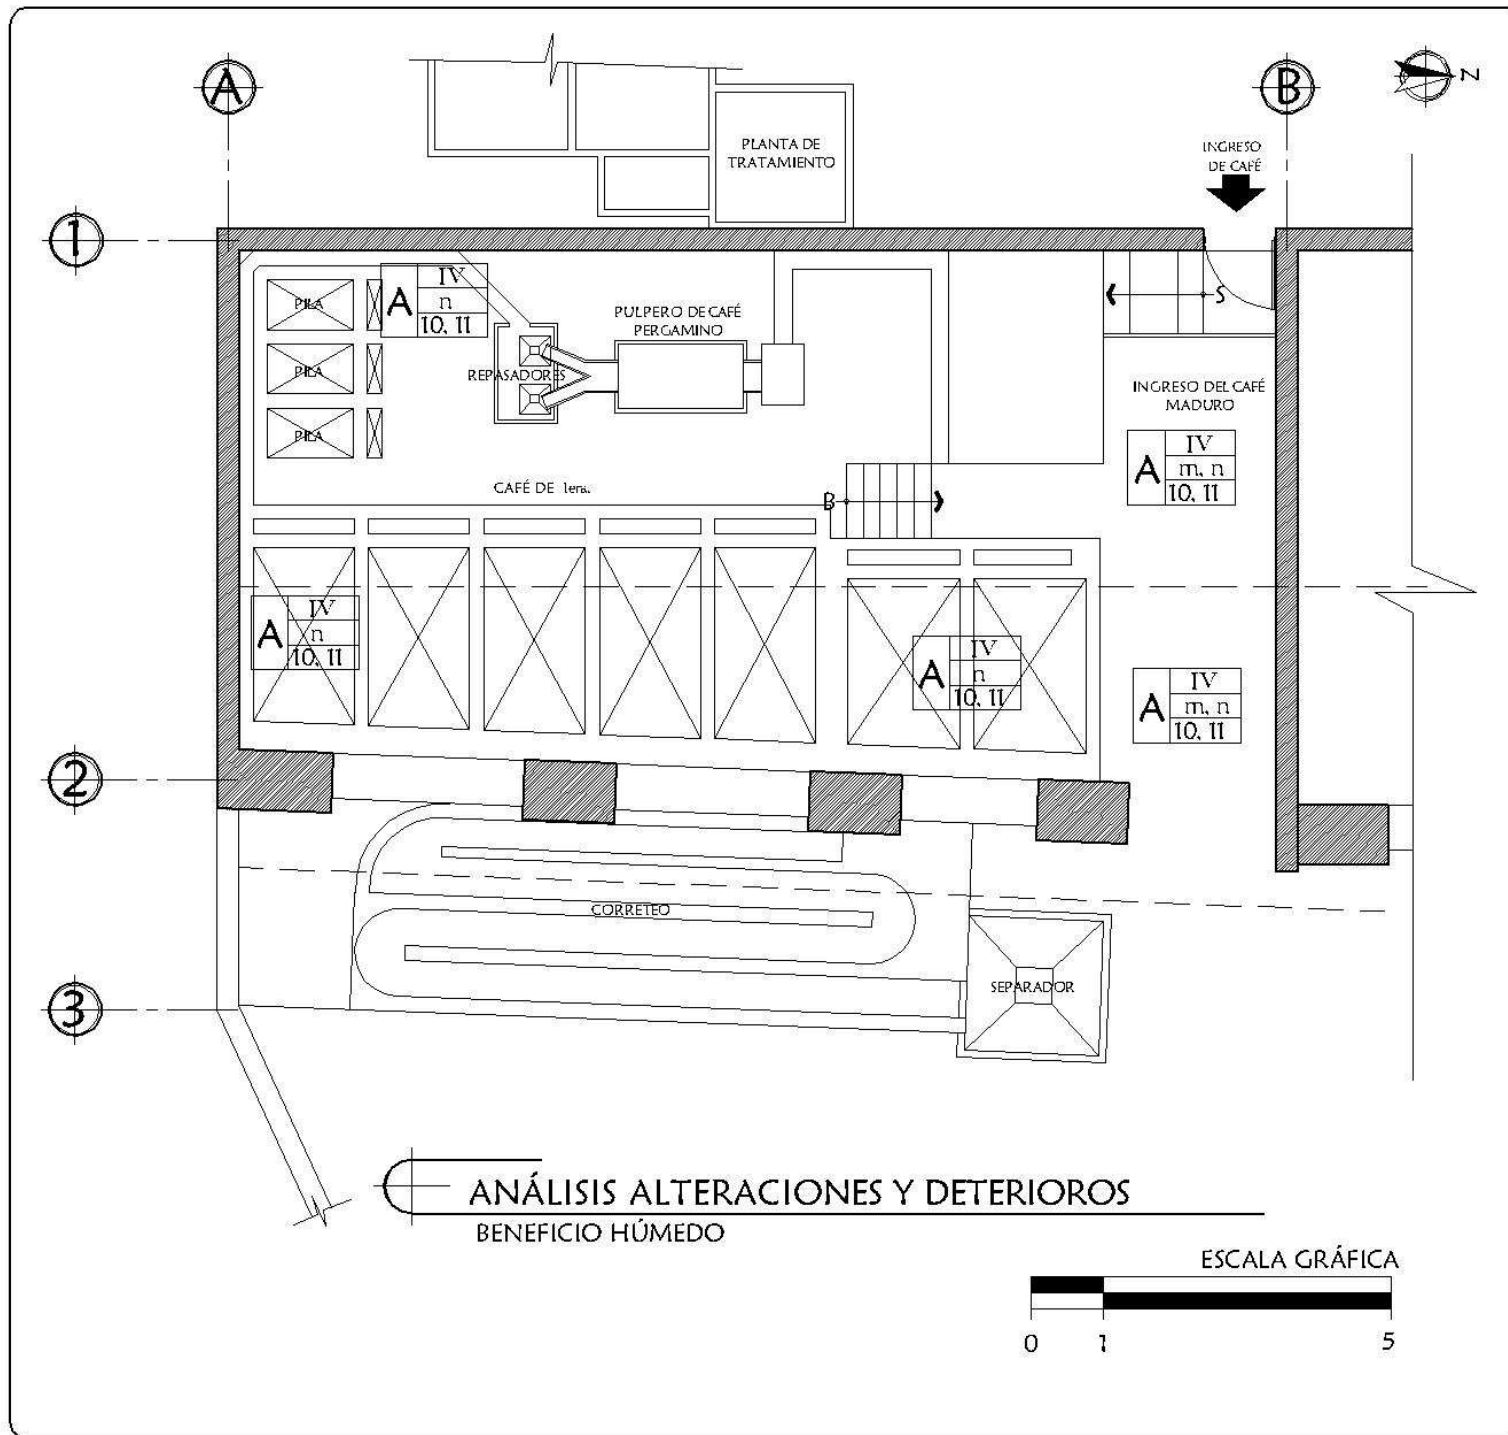 A
B
N
INGRESO
DE CAFÉ
PLANTA DE
TRATAMIENTO
1
IV
A
n
10, 11
PILA
PILA
PILA
PULPERO DE CAFÉ
PERGAMINO
REPASADORES
S
INGRESO DEL CAFÉ
MADURO
IV
A
m, n
10, 11
CAFÉ DE 1era.
B
IV
A
n
10, 11
IV
A
n
10, 11
IV
A
m, n
10, 11
2
CORRETEO
SEPARADOR
3
ANÁLISIS ALTERACIONES Y DETERIOROS
BENEFICIO HÚMEDO
ESCALA GRÁFICA
0 1 5